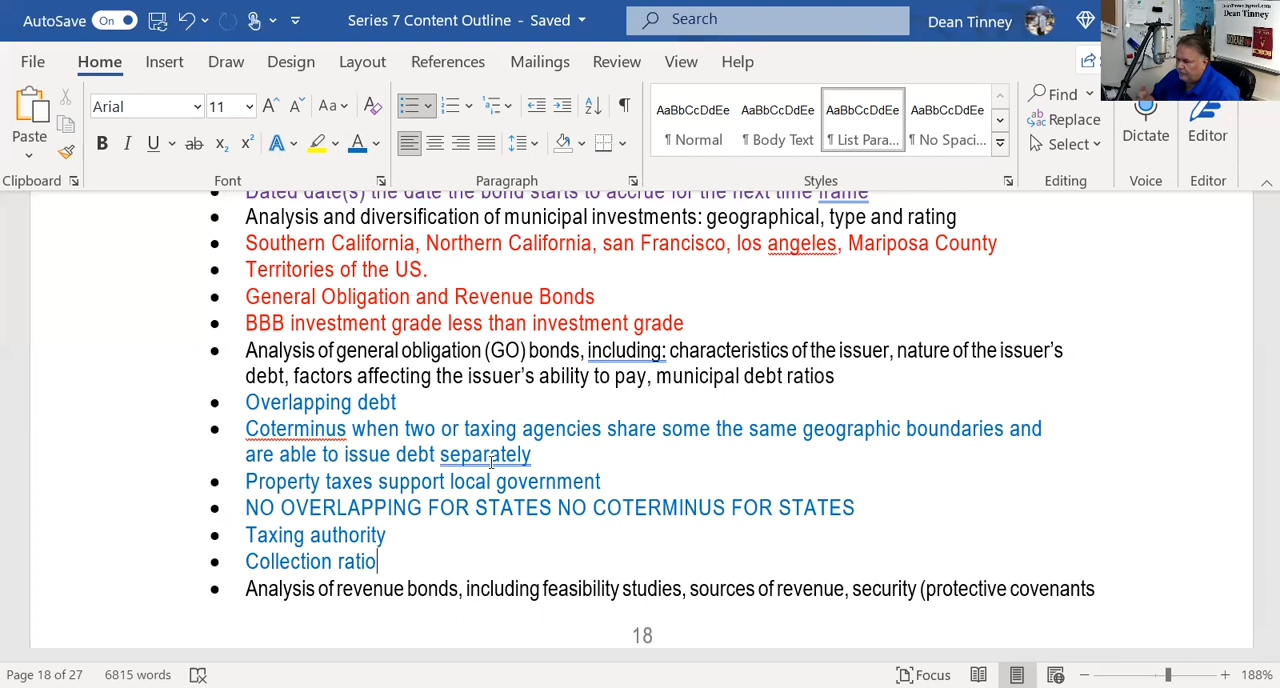 AutoSave On
Series 7 Content Outline - Saved
Search
Dean Tinney
Dean Tinney
File Home Insert Draw Design Layout References Mailings Review View Help
Paste
Clipboard
Arial 11
Aa
B I U ab x₂ x² A A
Font
Paragraph
AaBbCcDdEe AaBbCcDdEe AaBbCcDdEe AaBbCcDdEe
¶ Normal ¶ Body Text ¶ List Para... ¶ No Spaci...
Styles
Find
Replace
Select
Editing
Dictate
Voice
Editor
Editor
Dated date(s) the date the bond starts to accrue for the next time frame
Analysis and diversification of municipal investments: geographical, type and rating
Southern California, Northern California, san Francisco, los angeles, Mariposa County
Territories of the US.
General Obligation and Revenue Bonds
BBB investment grade less than investment grade
Analysis of general obligation (GO) bonds, including: characteristics of the issuer, nature of the issuer's
debt, factors affecting the issuer's ability to pay, municipal debt ratios
Overlapping debt
Coterminus when two or taxing agencies share some the same geographic boundaries and
are able to issue debt separately
Property taxes support local government
NO OVERLAPPING FOR STATES NO COTERMINUS FOR STATES
Taxing authority
Collection ratio
Analysis of revenue bonds, including feasibility studies, sources of revenue, security (protective covenants
18
Page 18 of 27 6815 words
Focus
188%